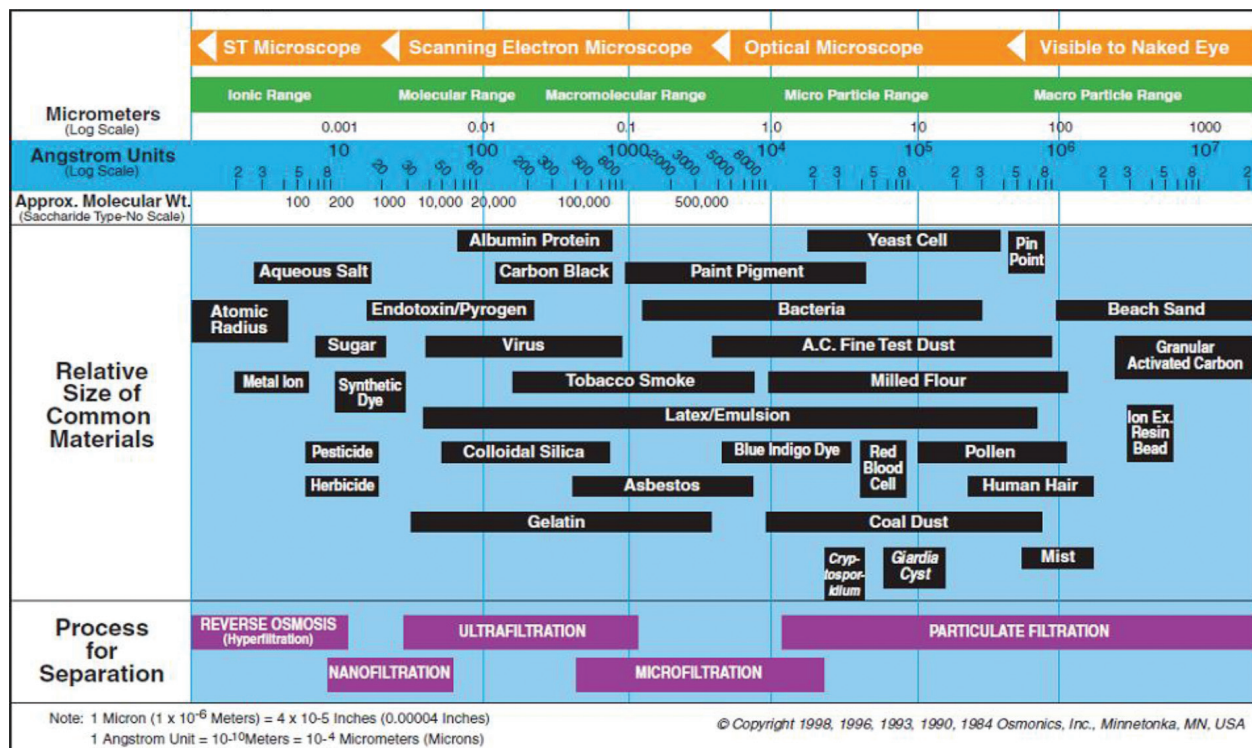 ST Microscope Scanning Electron Microscope Optical Microscope Visible to Naked Eye
Ionic Range Molecular Range Macromolecular Range Micro Particle Range Macro Particle Range
Micrometers
(Log Scale)
0.001 0.01 0.1 1.0 10 100 1000
Angstrom Units
(Log Scale)
10 100 1000 10⁴ 10⁵ 10⁶ 10⁷
2 3 5 8 20 30 50 80 200 300 500 800 2000 3000 5000 8000 2 3 5 8 2 3 5 8 2 3 5 8 2
Approx. Molecular Wt.
(Saccharide Type-No Scale)
100 200 1000 10,000 20,000 100,000 500,000
Relative
Size of
Common
Materials
Albumin Protein Yeast Cell Pin
Point
Aqueous Salt Carbon Black Paint Pigment
Atomic
Radius
Endotoxin/Pyrogen Bacteria Beach Sand
Sugar Virus A.C. Fine Test Dust Granular
Activated Carbon
Metal Ion Synthetic
Dye
Tobacco Smoke Milled Flour
Latex/Emulsion Ion Ex.
Resin
Bead
Pesticide Colloidal Silica Blue Indigo Dye Red
Blood
Cell
Pollen
Herbicide Asbestos Human Hair
Gelatin Coal Dust
Cryp-
tospor-
idium
Giardia
Cyst
Mist
Process
for
Separation
REVERSE OSMOSIS
(Hyperfiltration)
ULTRAFILTRATION PARTICULATE FILTRATION
NANOFILTRATION MICROFILTRATION
Note: 1 Micron (1 x 10⁻⁶ Meters) = 4 x 10-5 Inches (0.00004 Inches)
1 Angstrom Unit = 10⁻¹⁰Meters = 10⁻⁴ Micrometers (Microns)
© Copyright 1998, 1996, 1993, 1990, 1984 Osmonics, Inc., Minnetonka, MN, USA